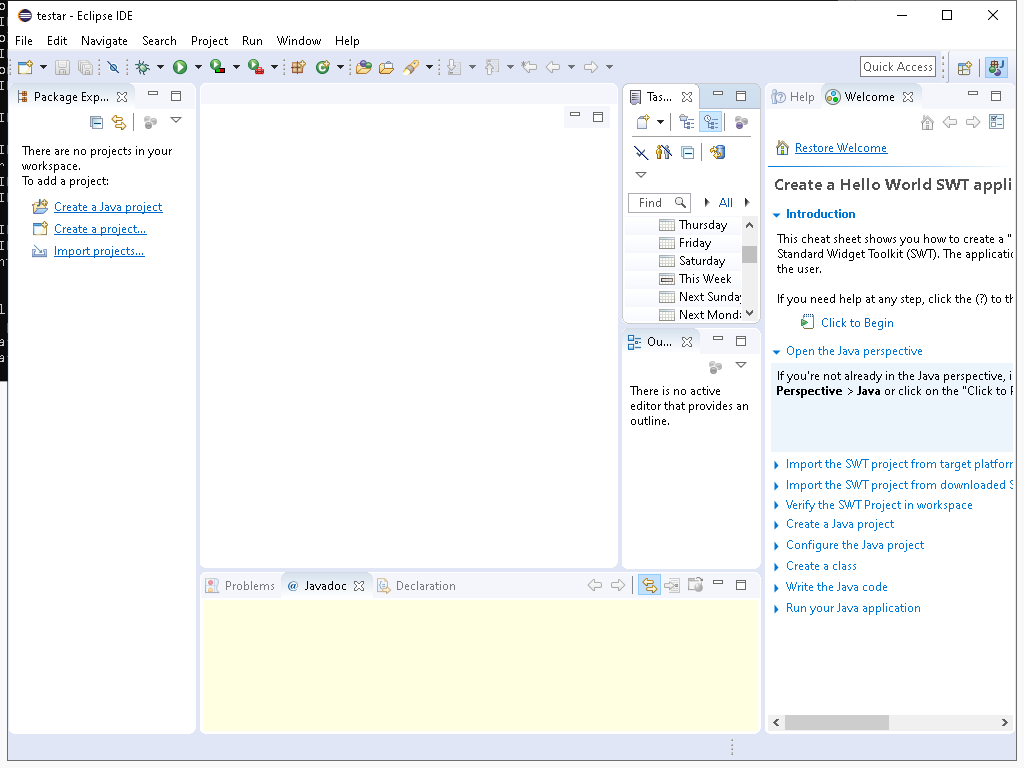 testar - Eclipse IDE
File Edit Navigate Search Project Run Window Help
Quick Access
Package Exp...
There are no projects in your
workspace.
To add a project:
Create a Java project
Create a project...
Import projects...
Tas...
Find
All
Thursday
Friday
Saturday
This Week
Next Sunday
Next Monda
Ou...
There is no active
editor that provides an
outline.
Problems
@ Javadoc
Declaration
Help
Welcome
Restore Welcome
Create a Hello World SWT appli
Introduction
This cheat sheet shows you how to create a "
Standard Widget Toolkit (SWT). The applicatio
the user.
If you need help at any step, click the (?) to th
Click to Begin
Open the Java perspective
If you're not already in the Java perspective, i
Perspective > Java or click on the "Click to P
Import the SWT project from target platform
Import the SWT project from downloaded S
Verify the SWT Project in workspace
Create a Java project
Configure the Java project
Create a class
Write the Java code
Run your Java application